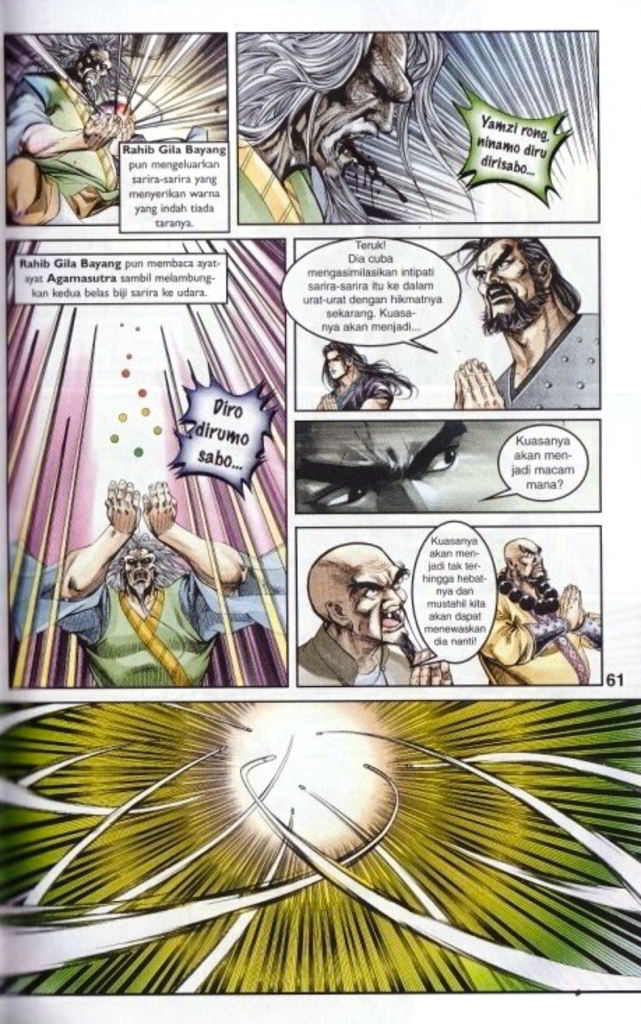 Rahib Gila Bayang
pun mengeluarkan
sarira-sarira yang
menyerikan warna
yang indah tiada
taranya.
Yamzi rong,
ninamo diru
dirisabo...
Rahib Gila Bayang pun membaca ayat-
ayat Agamasutra sambil melambung-
kan kedua belas biji sarira ke udara.
Diro
dirumo
sabo...
Teruk!
Dia cuba
mengasimilasikan intipati
sarira-sarira itu ke dalam
urat-urat dengan hikmatnya
sekarang. Kuasa-
nya akan menjadi...
Kuasanya
akan men-
jadi macam
mana?
Kuasanya
akan men-
jadi tak ter-
hingga hebat-
nya dan
mustahil kita
akan dapat
menewaskan
dia nanti!
61